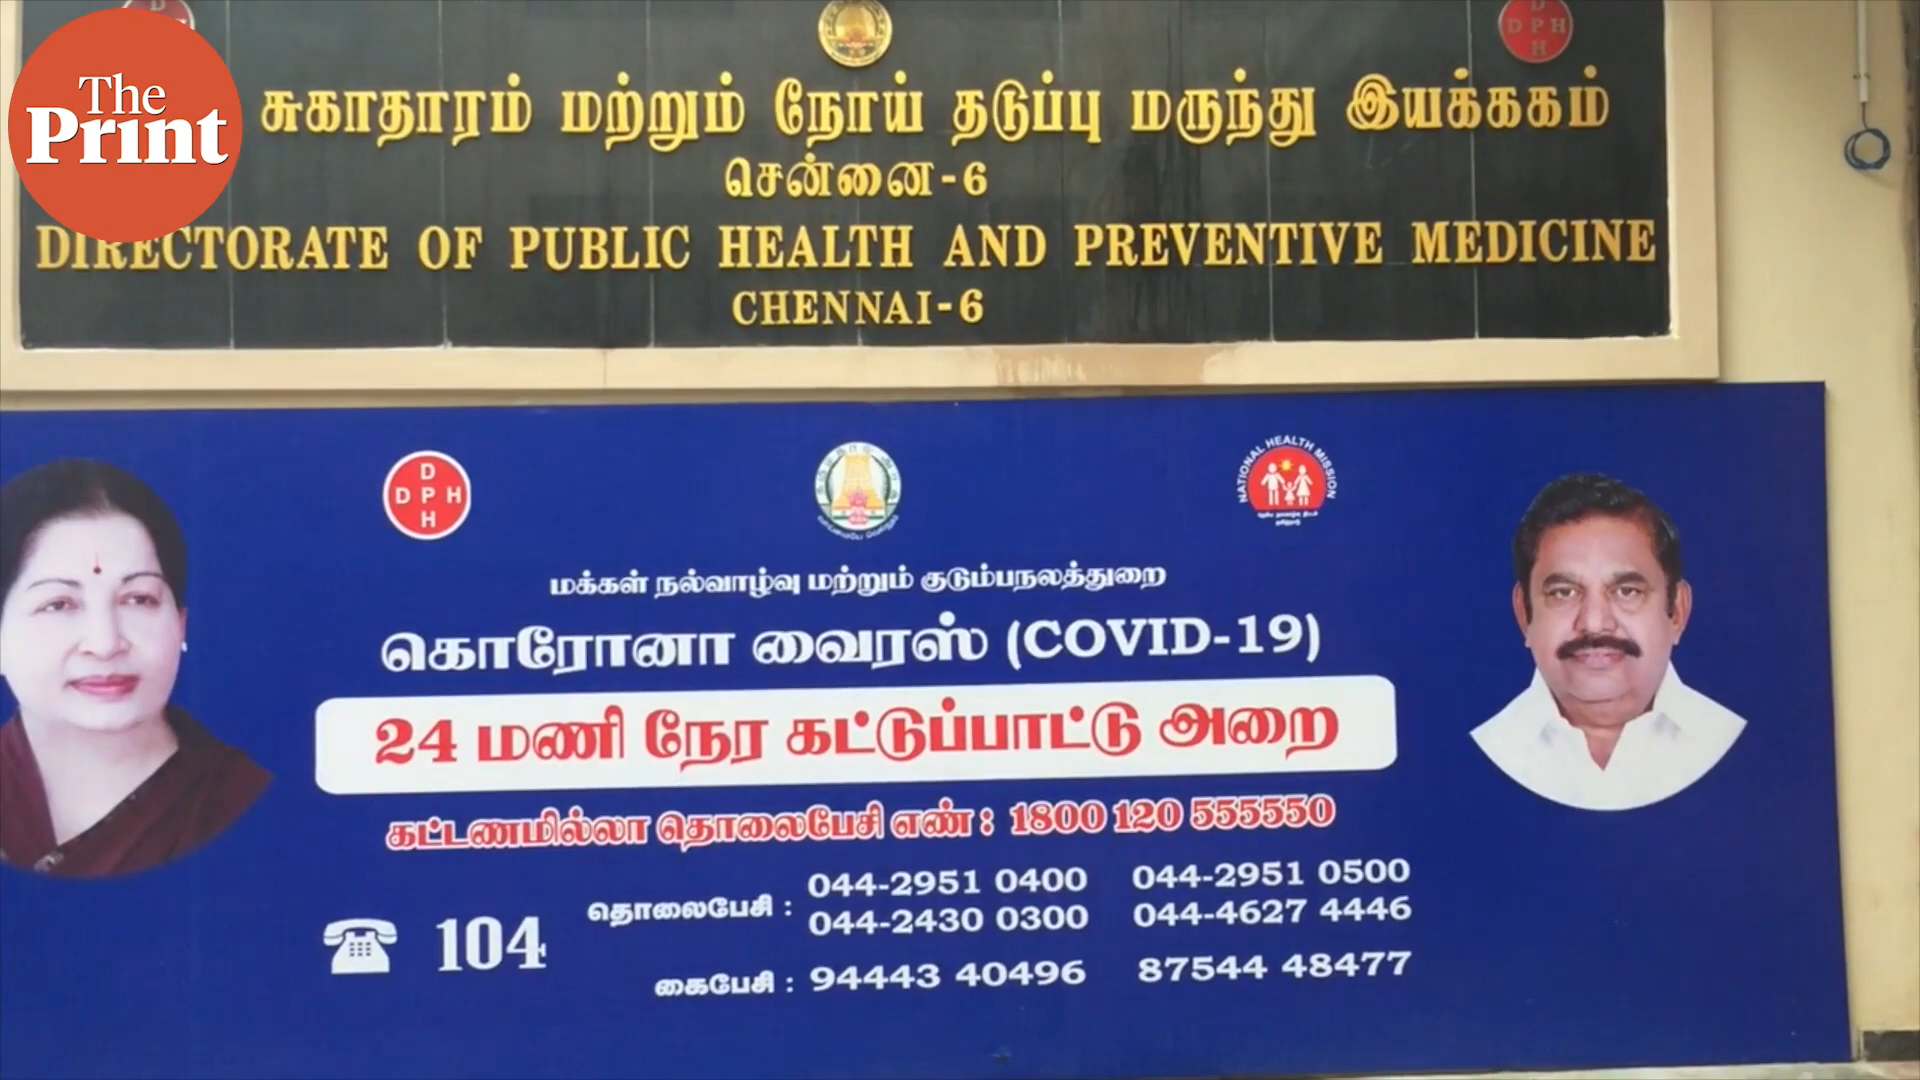 The
Print
D
D P H
H
சுகாதாரம் மற்றும் நோய் தடுப்பு மருந்து இயக்ககம்
சென்னை-6
DIRECTORATE OF PUBLIC HEALTH AND PREVENTIVE MEDICINE
CHENNAI-6
D
D P H
H
NATIONAL HEALTH MISSION
மக்கள் நல்வாழ்வு மற்றும் குடும்பநலத்துறை
கொரோனா வைரஸ் (COVID-19)
24 மணி நேர கட்டுப்பாட்டு அறை
கட்டணமில்லா தொலைபேசி எண் : 1800 120 555550
104
தொலைபேசி : 044-2951 0400 044-2951 0500
044-2430 0300 044-4627 4446
கைபேசி : 94443 40496 87544 48477